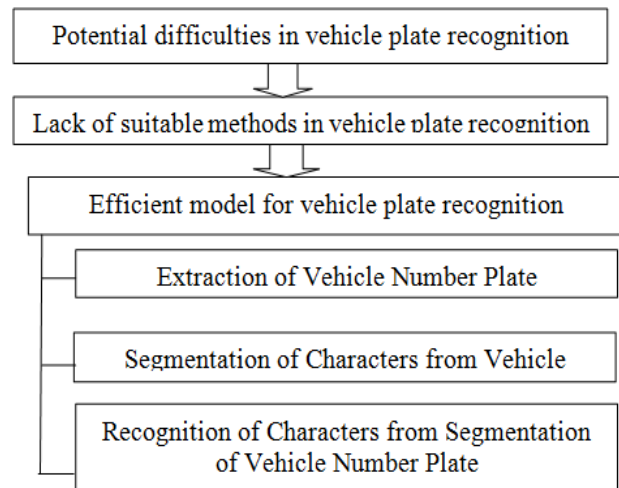 Potential difficulties in vehicle plate recognition
Lack of suitable methods in vehicle plate recognition
Efficient model for vehicle plate recognition
Extraction of Vehicle Number Plate
Segmentation of Characters from Vehicle
Recognition of Characters from Segmentation
of Vehicle Number Plate